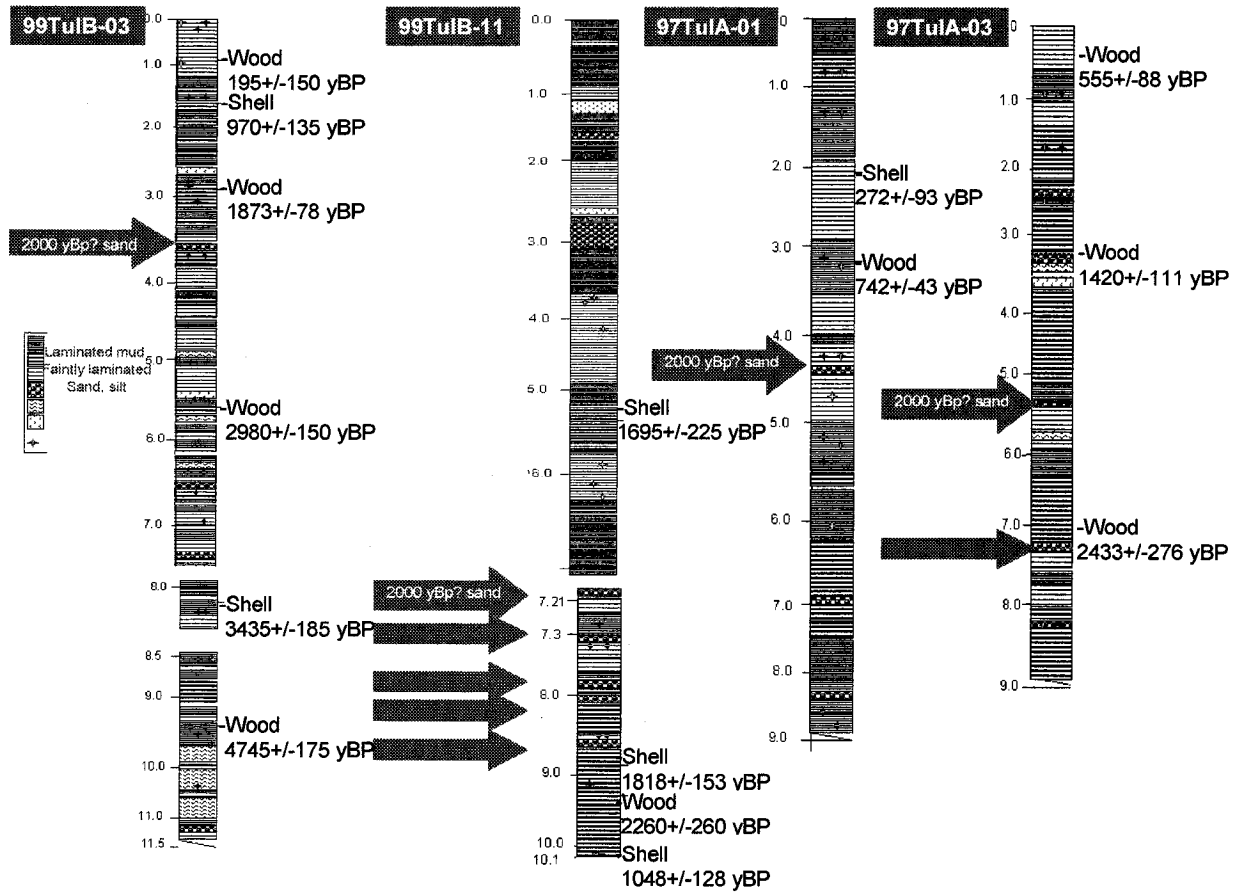 99TulB-03
0.0
1.0
2.0
3.0
4.0
5.0
6.0
7.0
8.0
8.5
9.0
10.0
11.0
11.5
-Wood
195+/-150 yBP
-Shell
970+/-135 yBP
-Wood
1873+/-78 yBP
2000 yBp? sand
-Wood
2980+/-150 yBP
-Shell
3435+/-185 yBP
-Wood
4745+/-175 yBP
Laminated mud
Faintly laminated
Sand, silt
99TulB-11
0.0
1.0
2.0
3.0
4.0
5.0
6.0
7.21
7.3
8.0
9.0
10.0
10.1
-Shell
1695+/-225 yBP
2000 yBp? sand
-Shell
1818+/-153 yBP
-Wood
2260+/-260 yBP
-Shell
1048+/-128 yBP
97TulA-01
0
1.0
2.0
3.0
4.0
5.0
6.0
7.0
8.0
9.0
-Shell
272+/-93 yBP
-Wood
742+/-43 yBP
2000 yBp? sand
97TulA-03
0
1.0
2.0
3.0
4.0
5.0
6.0
7.0
8.0
9.0
-Wood
555+/-88 yBP
-Wood
1420+/-111 yBP
2000 yBp? sand
-Wood
2433+/-276 yBP